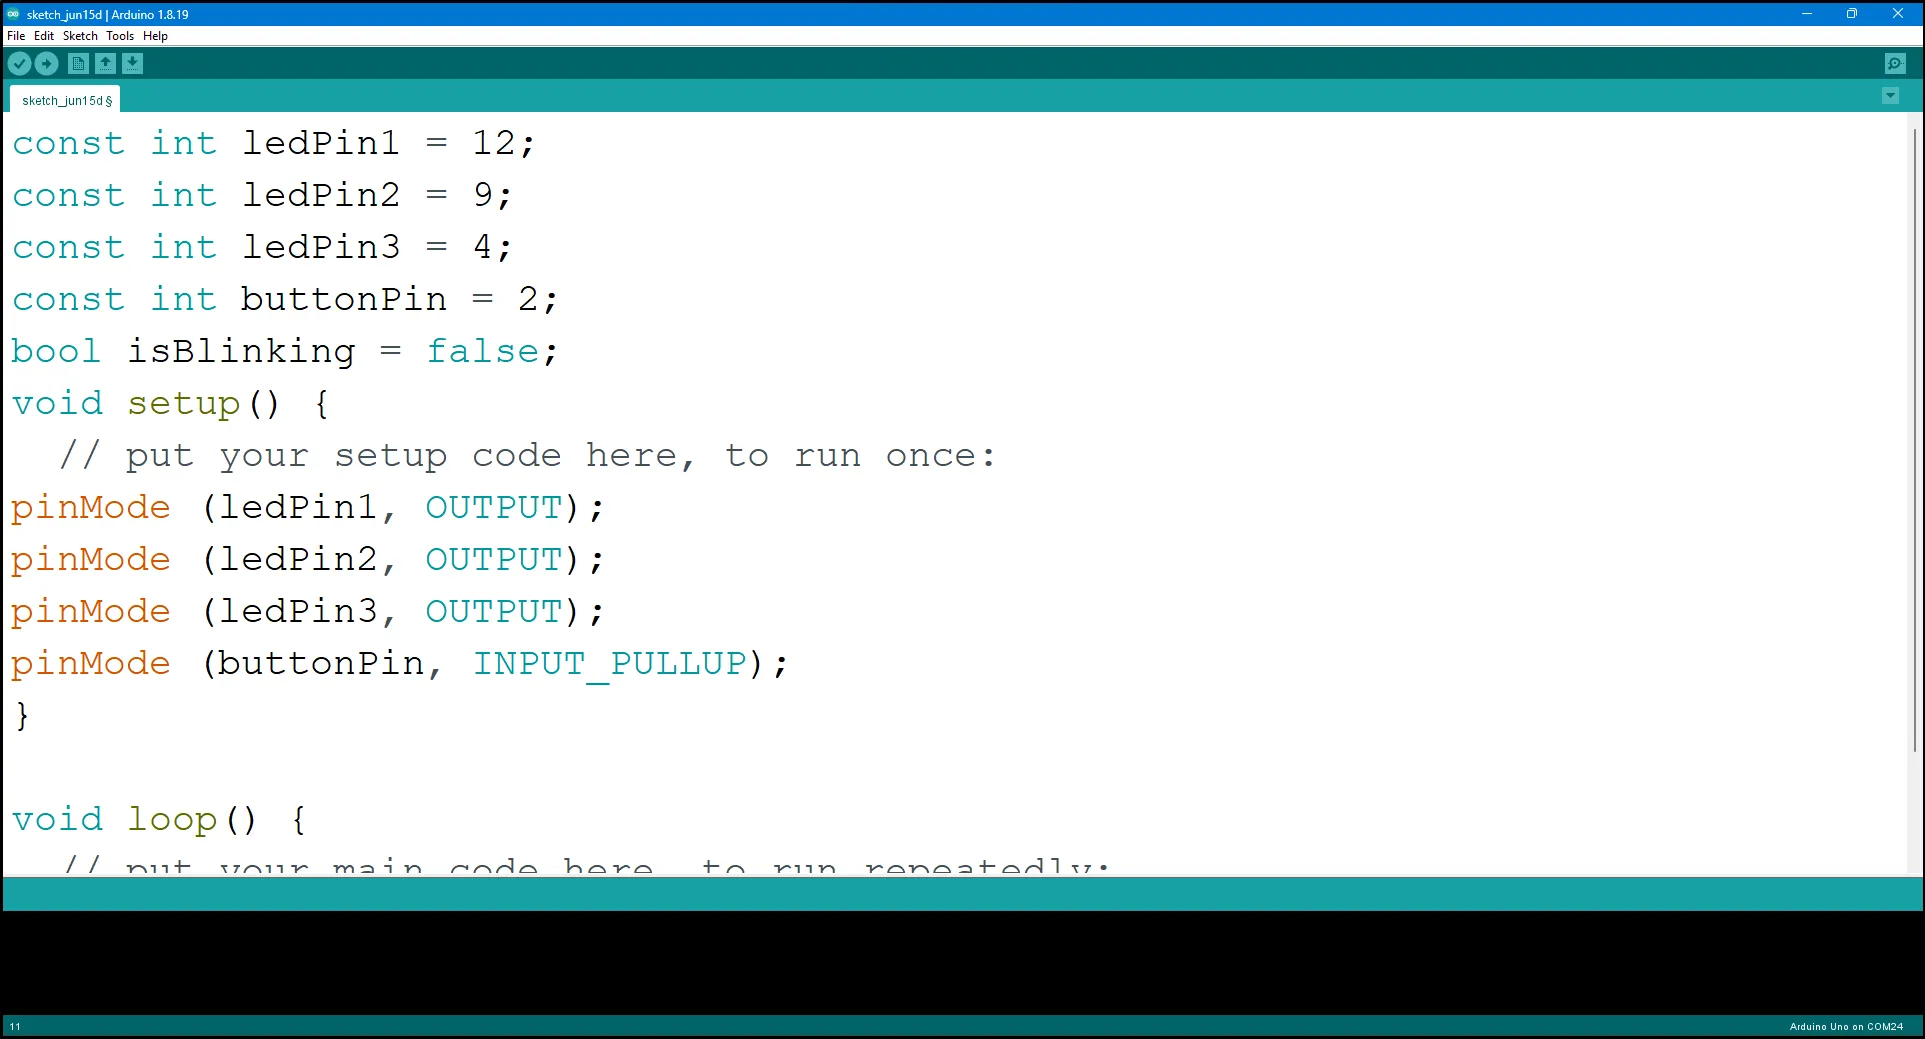 sketch_jun15d | Arduino 1.8.19
File Edit Sketch Tools Help
sketch_jun15d §
const int ledPin1 = 12;
const int ledPin2 = 9;
const int ledPin3 = 4;
const int buttonPin = 2;
bool isBlinking = false;
void setup() {
  // put your setup code here, to run once:
pinMode (ledPin1, OUTPUT);
pinMode (ledPin2, OUTPUT);
pinMode (ledPin3, OUTPUT);
pinMode (buttonPin, INPUT_PULLUP);
}
void loop() {
  // put your main code here, to run repeatedly:
11
Arduino Uno on COM24